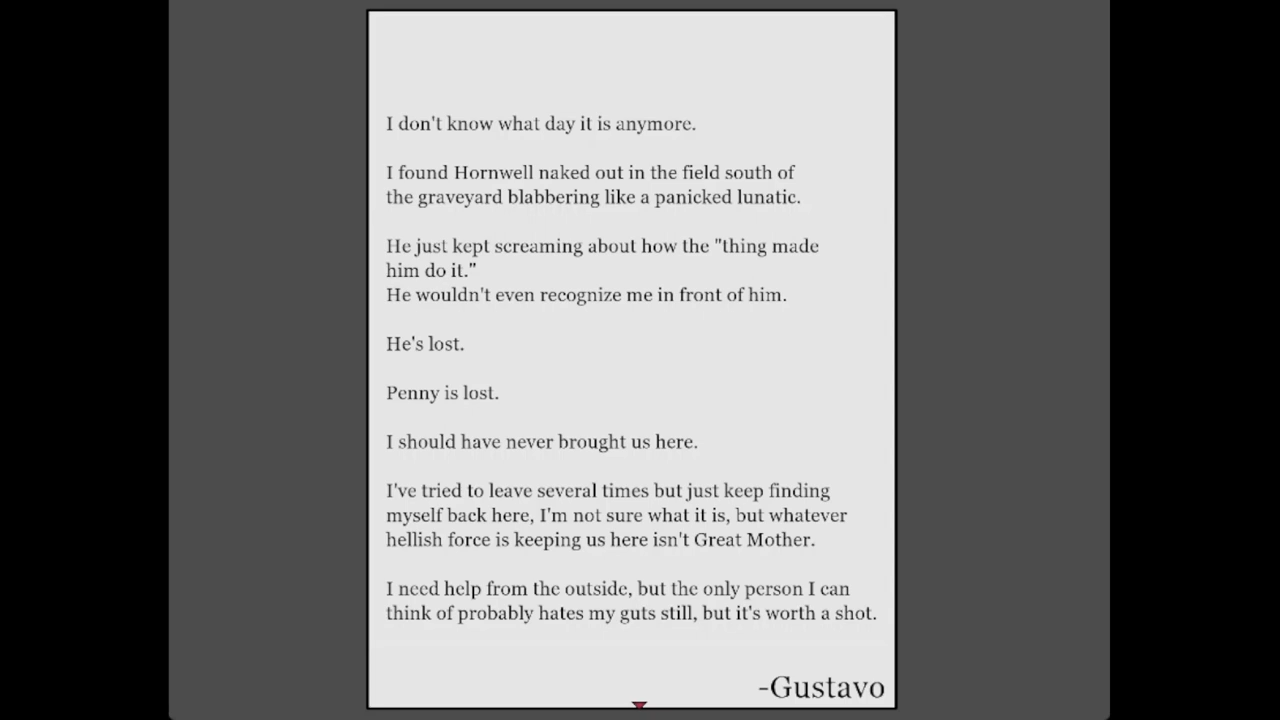 I don't know what day it is anymore.
I found Hornwell naked out in the field south of
the graveyard blabbering like a panicked lunatic.
He just kept screaming about how the "thing made
him do it."
He wouldn't even recognize me in front of him.
He's lost.
Penny is lost.
I should have never brought us here.
I've tried to leave several times but just keep finding
myself back here, I'm not sure what it is, but whatever
hellish force is keeping us here isn't Great Mother.
I need help from the outside, but the only person I can
think of probably hates my guts still, but it's worth a shot.
-Gustavo